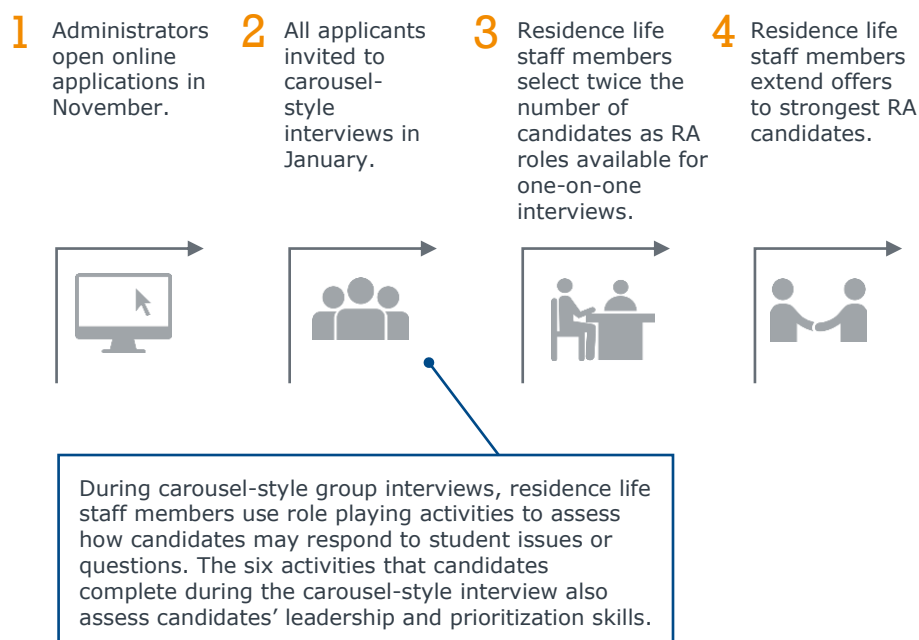 1
Administrators
open online
applications in
November.
2
All applicants
invited to
carousel-
style
interviews in
January.
3
Residence life
staff members
select twice the
number of
candidates as RA
roles available for
one-on-one
interviews.
4
Residence life
staff members
extend offers
to strongest RA
candidates.
During carousel-style group interviews, residence life
staff members use role playing activities to assess
how candidates may respond to student issues or
questions. The six activities that candidates
complete during the carousel-style interview also
assess candidates’ leadership and prioritization skills.